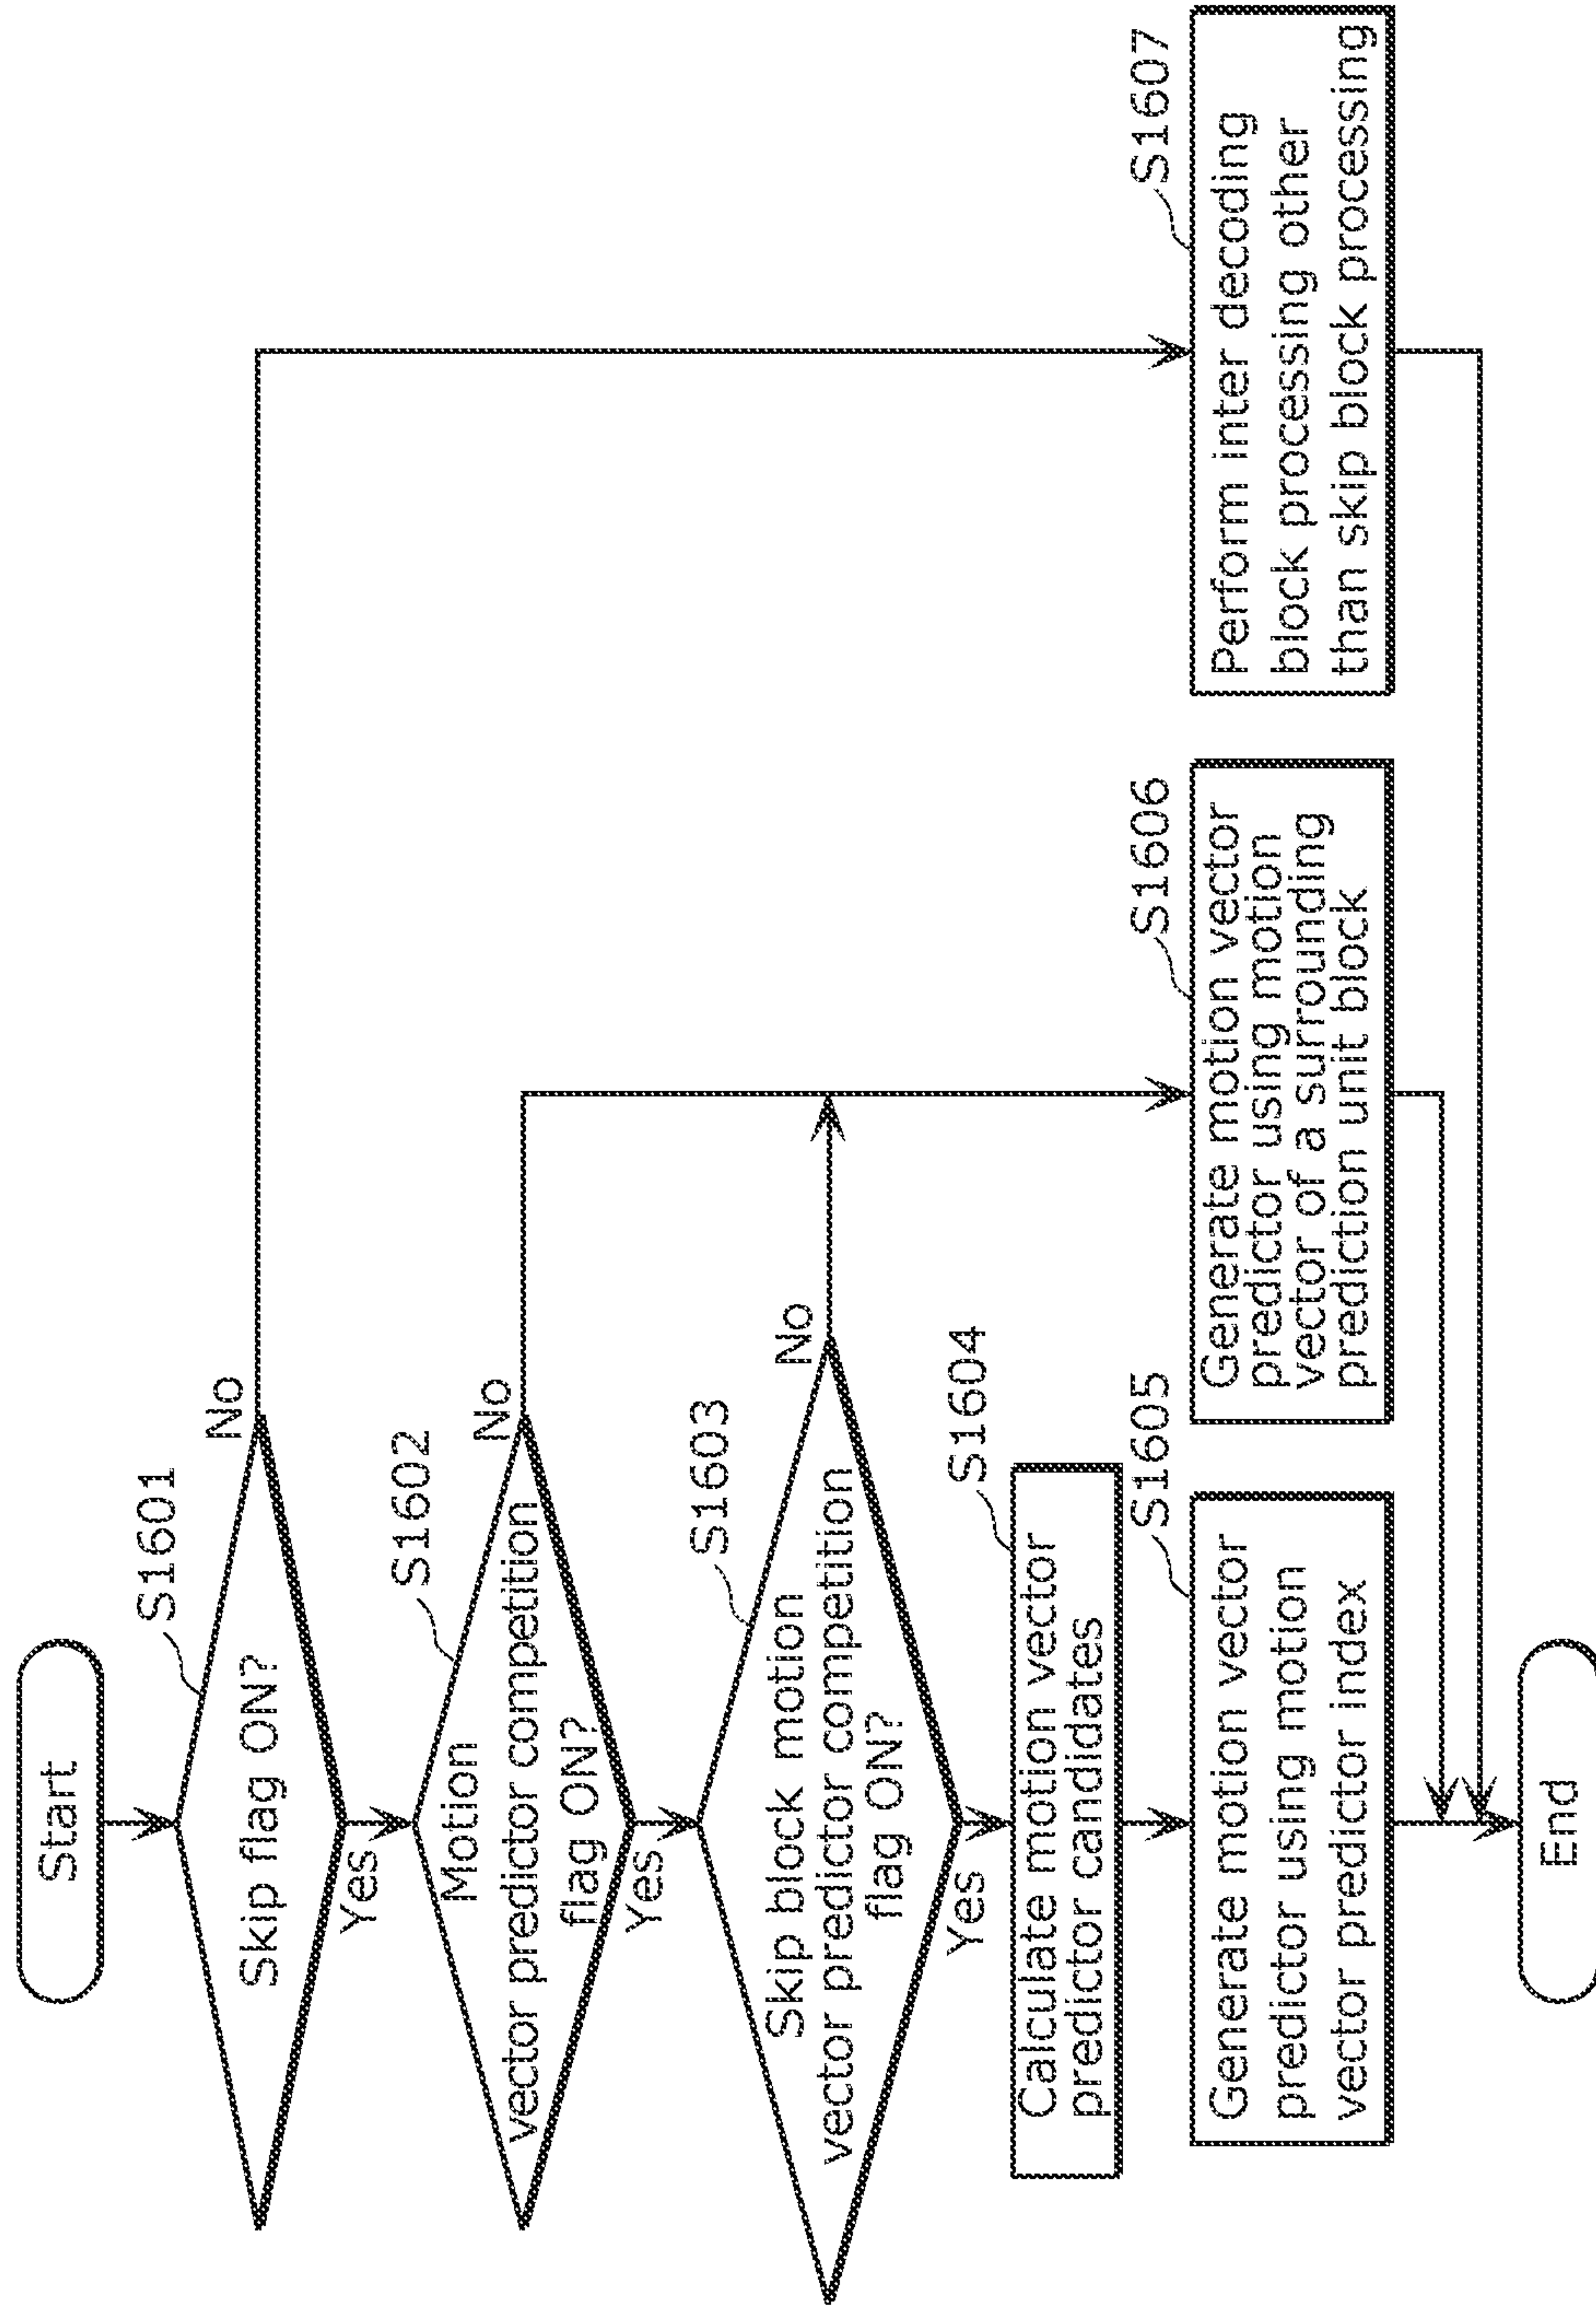 Start
S1601
Skip flag ON?
No
Yes
S1602
Motion
vector predictor competition
flag ON?
No
Yes
S1603
Skip block motion
vector predictor competition
flag ON?
No
Yes
S1604
Calculate motion vector
predictor candidates
S1605
Generate motion vector
predictor using motion
vector predictor index
S1606
Generate motion vector
predictor using motion
vector of a surrounding
prediction unit block
S1607
Perform inter decoding
block processing other
than skip block processing
End